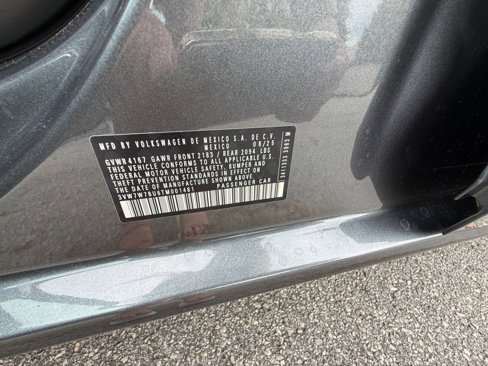 MFD BY VOLKSWAGEN DE MEXICO S.A. DE C.V.
MEXICO 08/25
GVWR 4167 GAWR FRONT 2183 / REAR 2094 LBS
THIS VEHICLE CONFORMS TO ALL APPLICABLE U.S.
FEDERAL MOTOR VEHICLE SAFETY, BUMPER AND
THEFT PREVENTION STANDARDS IN EFFECT ON
THE DATE OF MANUFACTURE SHOWN ABOVE.
PASSENGER CAR